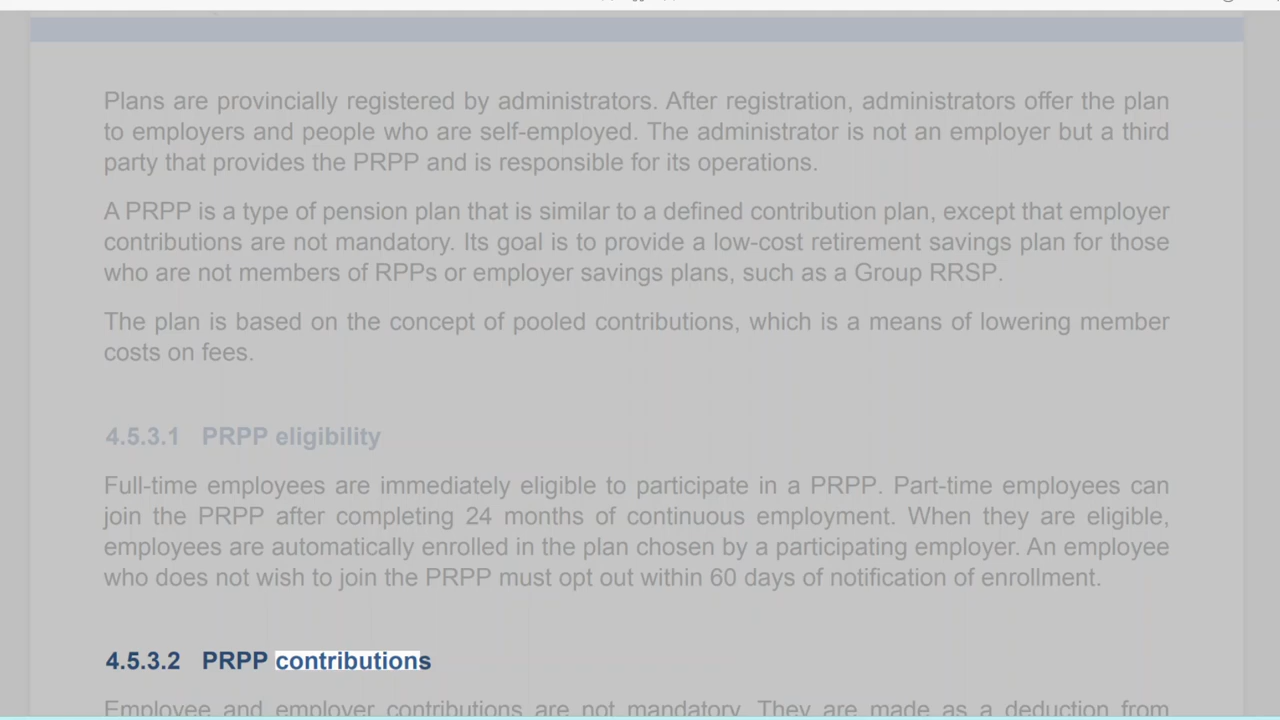 Plans are provincially registered by administrators. After registration, administrators offer the plan
to employers and people who are self-employed. The administrator is not an employer but a third
party that provides the PRPP and is responsible for its operations.
A PRPP is a type of pension plan that is similar to a defined contribution plan, except that employer
contributions are not mandatory. Its goal is to provide a low-cost retirement savings plan for those
who are not members of RPPs or employer savings plans, such as a Group RRSP.
The plan is based on the concept of pooled contributions, which is a means of lowering member
costs on fees.
4.5.3.1 PRPP eligibility
Full-time employees are immediately eligible to participate in a PRPP. Part-time employees can
join the PRPP after completing 24 months of continuous employment. When they are eligible,
employees are automatically enrolled in the plan chosen by a participating employer. An employee
who does not wish to join the PRPP must opt out within 60 days of notification of enrollment.
4.5.3.2 PRPP contributions
Employee and employer contributions are not mandatory. They are made as a deduction from